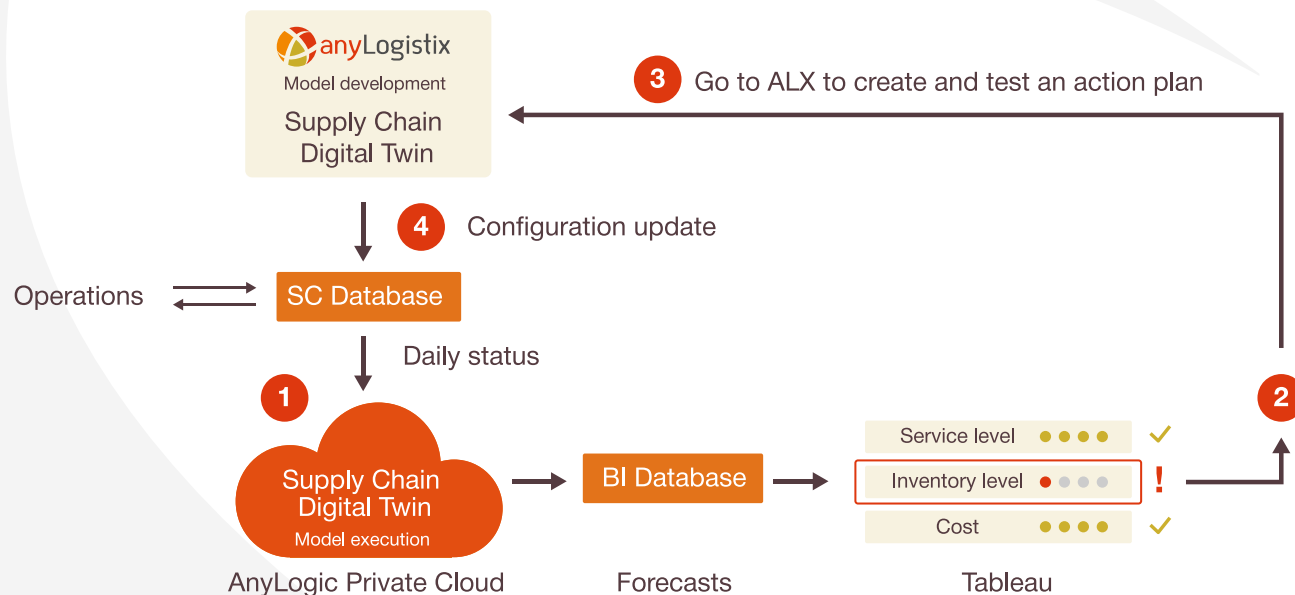 anyLogistix
Model development
Supply Chain
Digital Twin
3 Go to ALX to create and test an action plan
4 Configuration update
Operations
SC Database
Daily status
1
2
Supply Chain
Digital Twin
Model execution
BI Database
Service level
Inventory level !
Cost
AnyLogic Private Cloud
Forecasts
Tableau